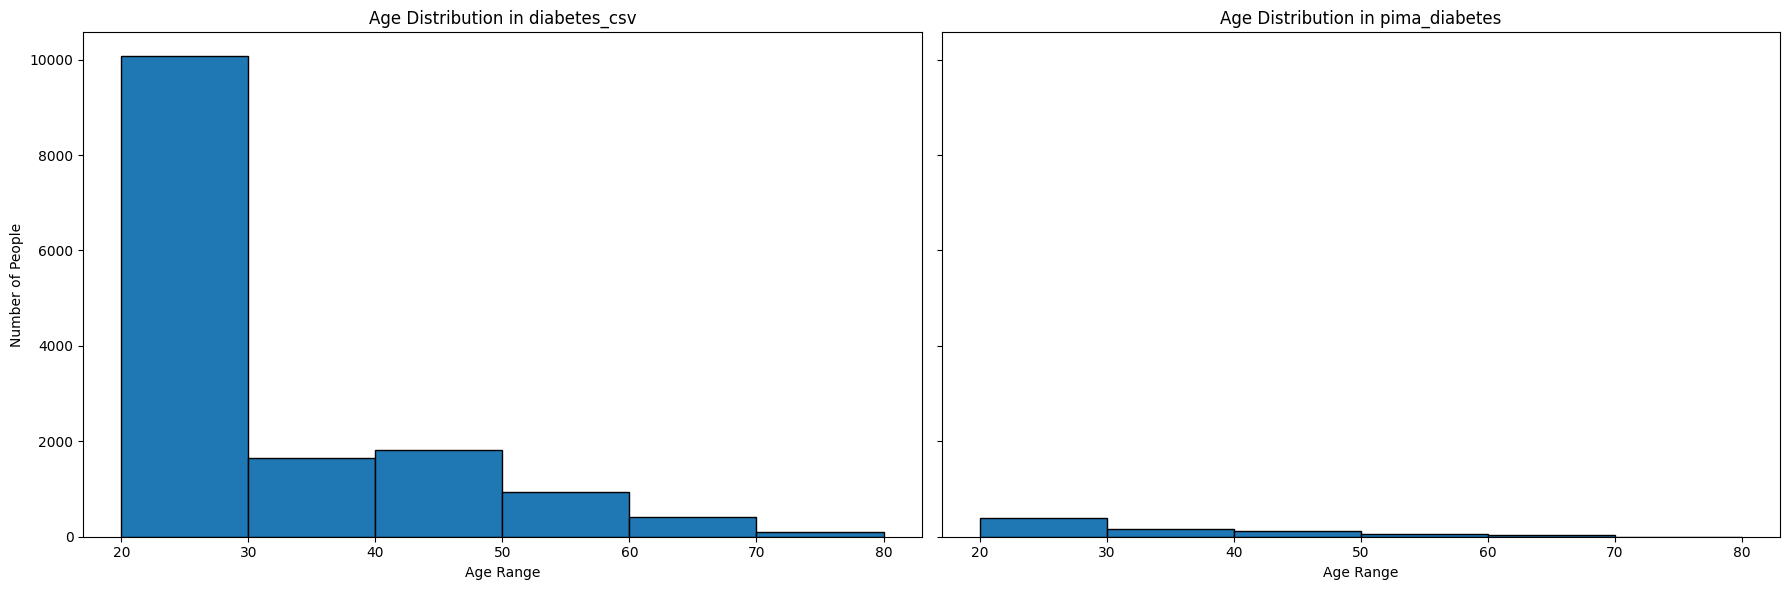 Age Distribution in diabetes_csv
Number of People
10000
8000
6000
4000
2000
0
20 30 40 50 60 70 80
Age Range
Age Distribution in pima_diabetes
20 30 40 50 60 70 80
Age Range